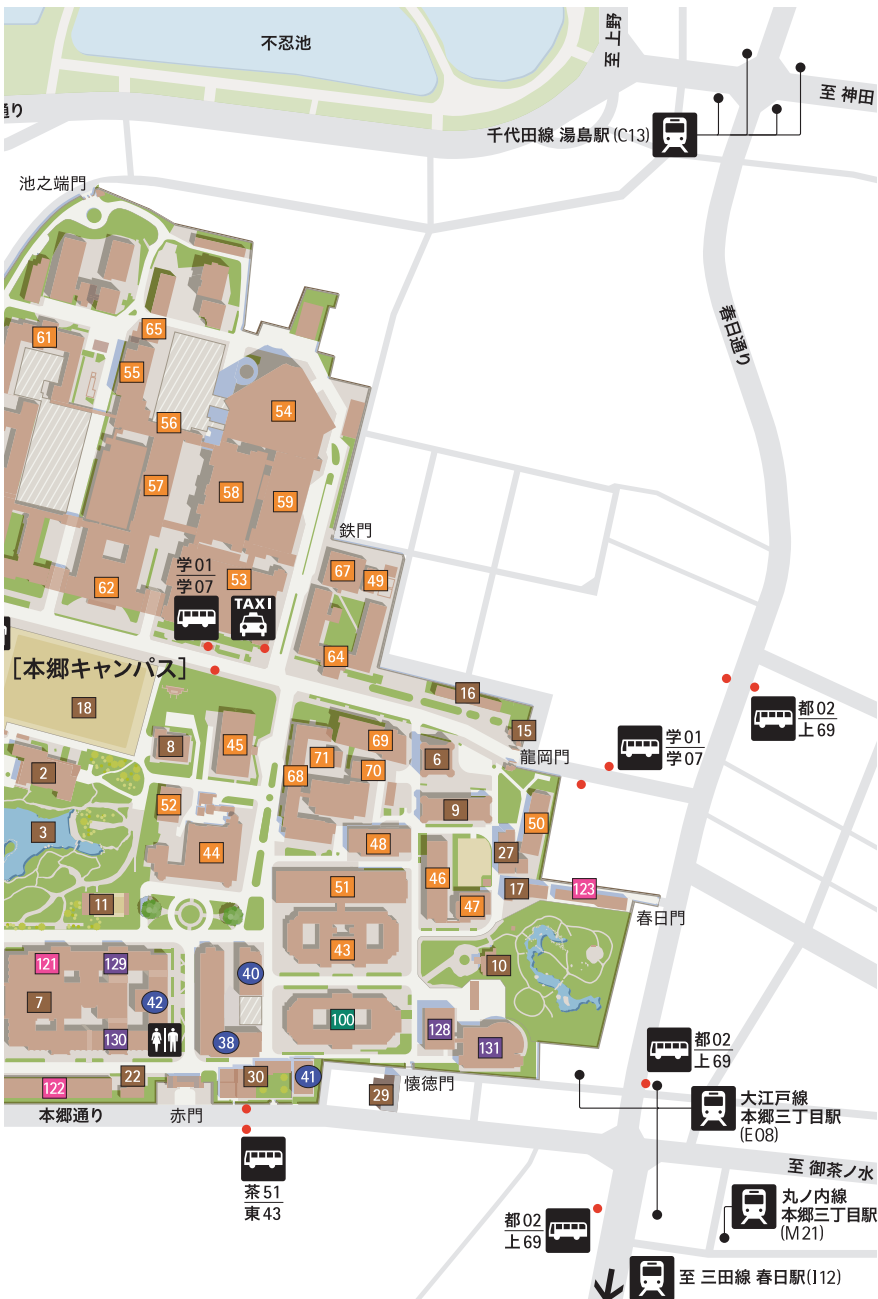 不忍池
至 上野
至 神田
通り
千代田線 湯島駅(C13)
池之端門
春日通り
61
65
55
54
56
57
58
59
鉄門
学01
学07
TAXI
62
53
67
49
64
[本郷キャンパス]
18
16
15
都02
上69
学01
学07
龍岡門
8
45
69
71
70
68
6
2
52
9
50
3
44
48
27
46
51
17
123
11
47
春日門
43
10
121
129
40
7
42
100
128
130
38
131
都02
上69
122
22
30
41
29
懐徳門
本郷通り
赤門
大江戸線
本郷三丁目駅
(E08)
至 御茶ノ水
茶51
東43
丸ノ内線
本郷三丁目駅
(M21)
都02
上69
至 三田線 春日駅(I12)